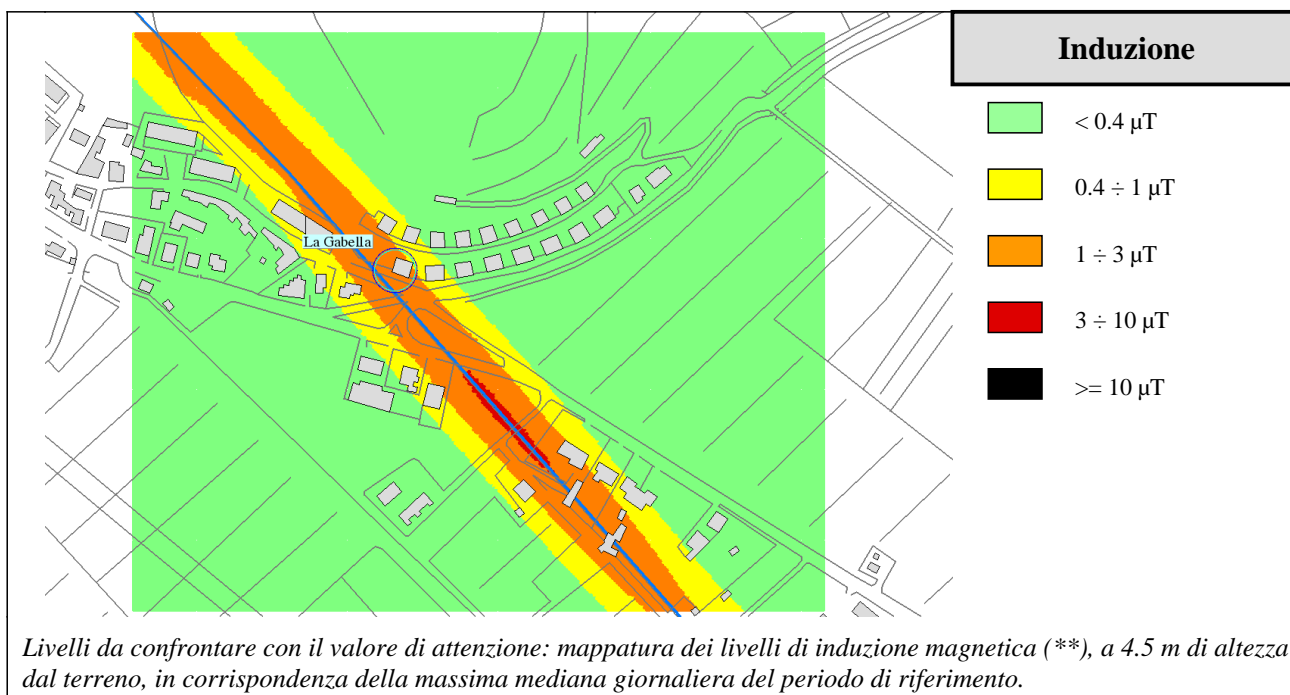 Induzione
< 0.4 µT
0.4 ÷ 1 µT
1 ÷ 3 µT
3 ÷ 10 µT
>= 10 µT
La Gabella
Livelli da confrontare con il valore di attenzione: mappatura dei livelli di induzione magnetica (**), a 4.5 m di altezza
dal terreno, in corrispondenza della massima mediana giornaliera del periodo di riferimento.